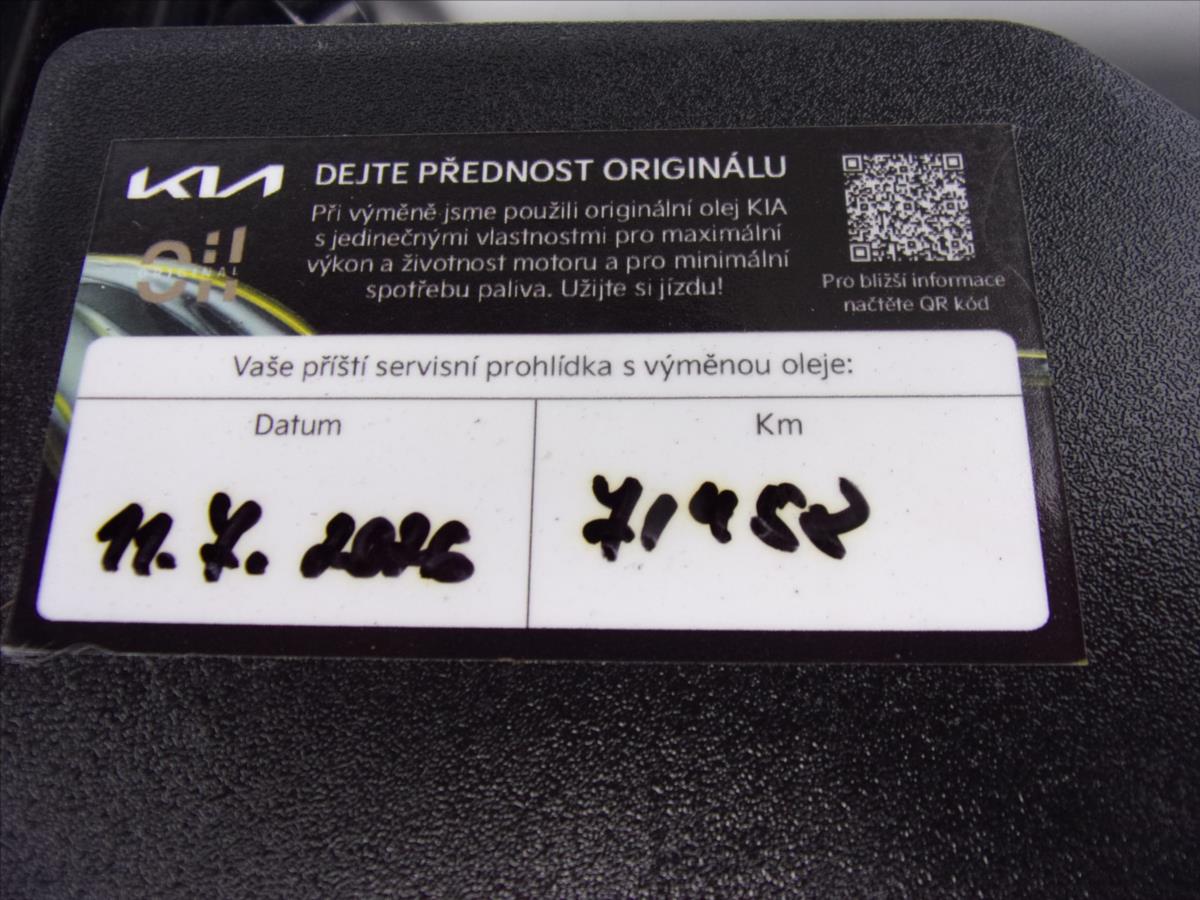 KIA
DEJTE PŘEDNOST ORIGINÁLU
Při výměně jsme použili originální olej KIA
s jedinečnými vlastnostmi pro maximální
výkon a životnost motoru a pro minimální
spotřebu paliva. Užijte si jízdu!
Oil
ORIGINAL
Pro bližší informace
načtěte QR kód
Vaše příští servisní prohlídka s výměnou oleje:
Datum
Km
11. 7. 2026